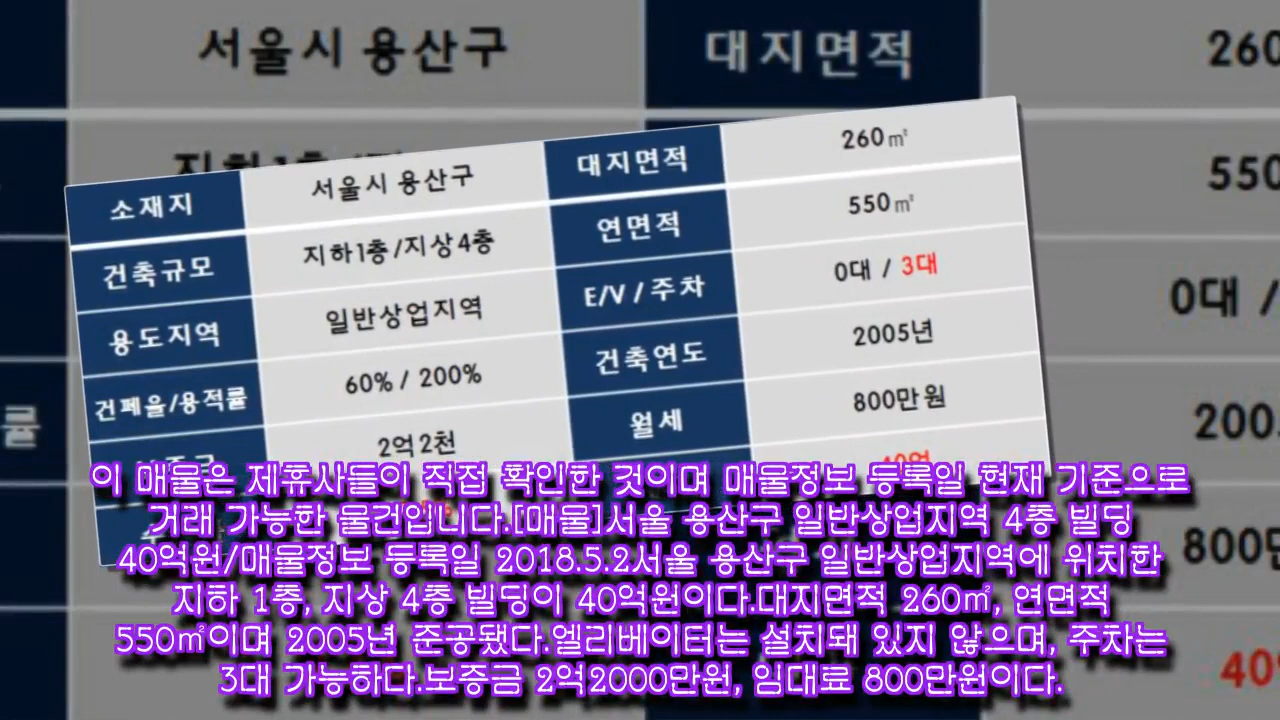 서울시 용산구 대지면적 260
550
0대 /
률 200
800만
40억
소재지 서울시 용산구 대지면적 260㎡
건축규모 지하1층/지상4층 연면적 550㎡
용도지역 일반상업지역 E/V / 주차 0대 / 3대
건폐율/용적률 60% / 200% 건축연도 2005년
2억2천 월세 800만원
40억
이 매물은 제휴사들이 직접 확인한 것이며 매물정보 등록일 현재 기준으로
거래 가능한 물건입니다.[매물]서울 용산구 일반상업지역 4층 빌딩
40억원/매물정보 등록일 2018.5.2서울 용산구 일반상업지역에 위치한
지하 1층, 지상 4층 빌딩이 40억원이다.대지면적 260㎡, 연면적
550㎡이며 2005년 준공됐다.엘리베이터는 설치돼 있지 않으며, 주차는
3대 가능하다.보증금 2억2000만원, 임대료 800만원이다.